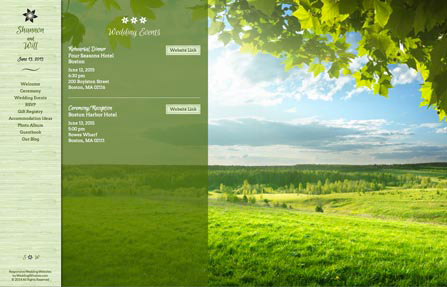 Shannon
and
Will
June 13, 2015
Welcome
Ceremony
Wedding Events
RSVP
Gift Registry
Accommodation Ideas
Photo Album
Guestbook
Our Blog
S W
Responsive Wedding Websites
by WeddingWindow.com
© 2014 All Rights Reserved
Wedding Events
Rehearsal Dinner
Four Seasons Hotel
Boston
June 12, 2015
6:30 pm
200 Boylston Street
Boston, MA 02116
Website Link
Ceremony/Reception
Boston Harbor Hotel
June 13, 2015
5:00 pm
Rowes Wharf
Boston, MA 02111
Website Link